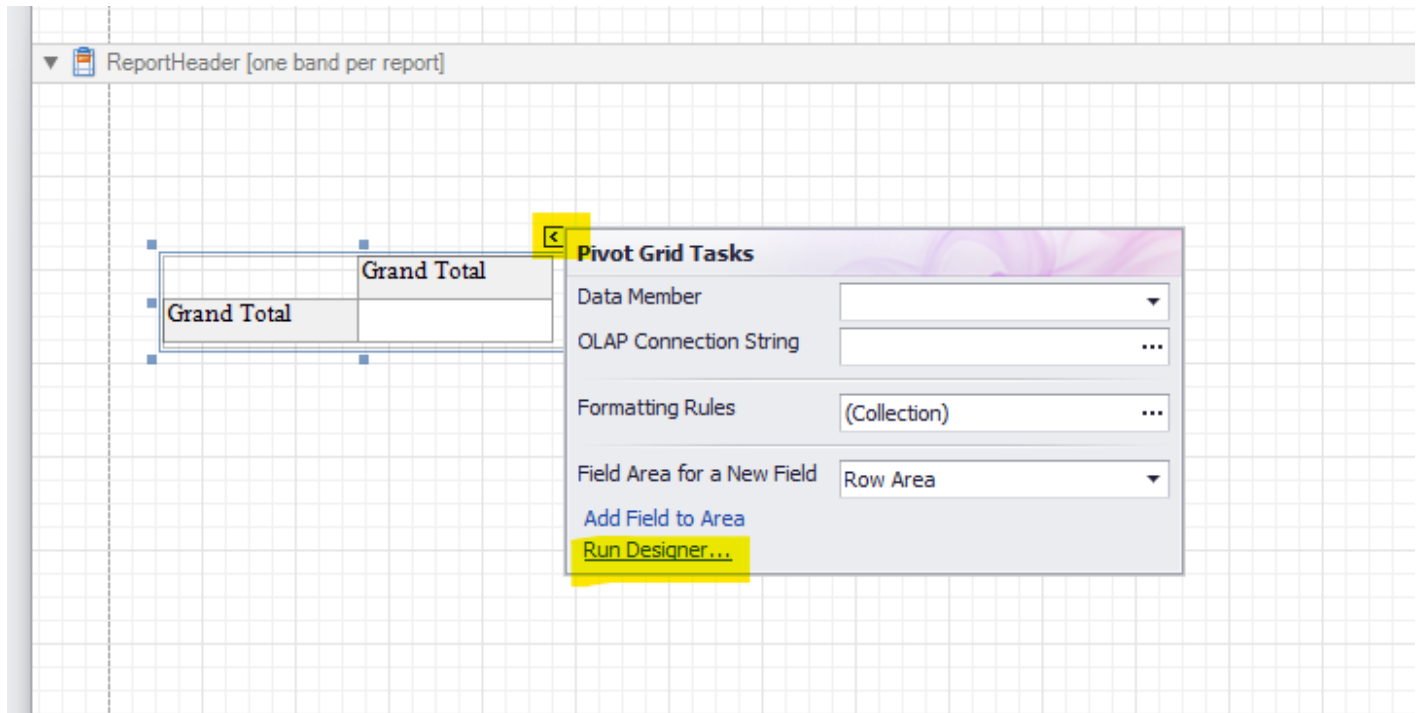 ReportHeader [one band per report]
Grand Total
Grand Total
Pivot Grid Tasks
Data Member
OLAP Connection String
...
Formatting Rules
(Collection) ...
Field Area for a New Field
Row Area
Add Field to Area
Run Designer...